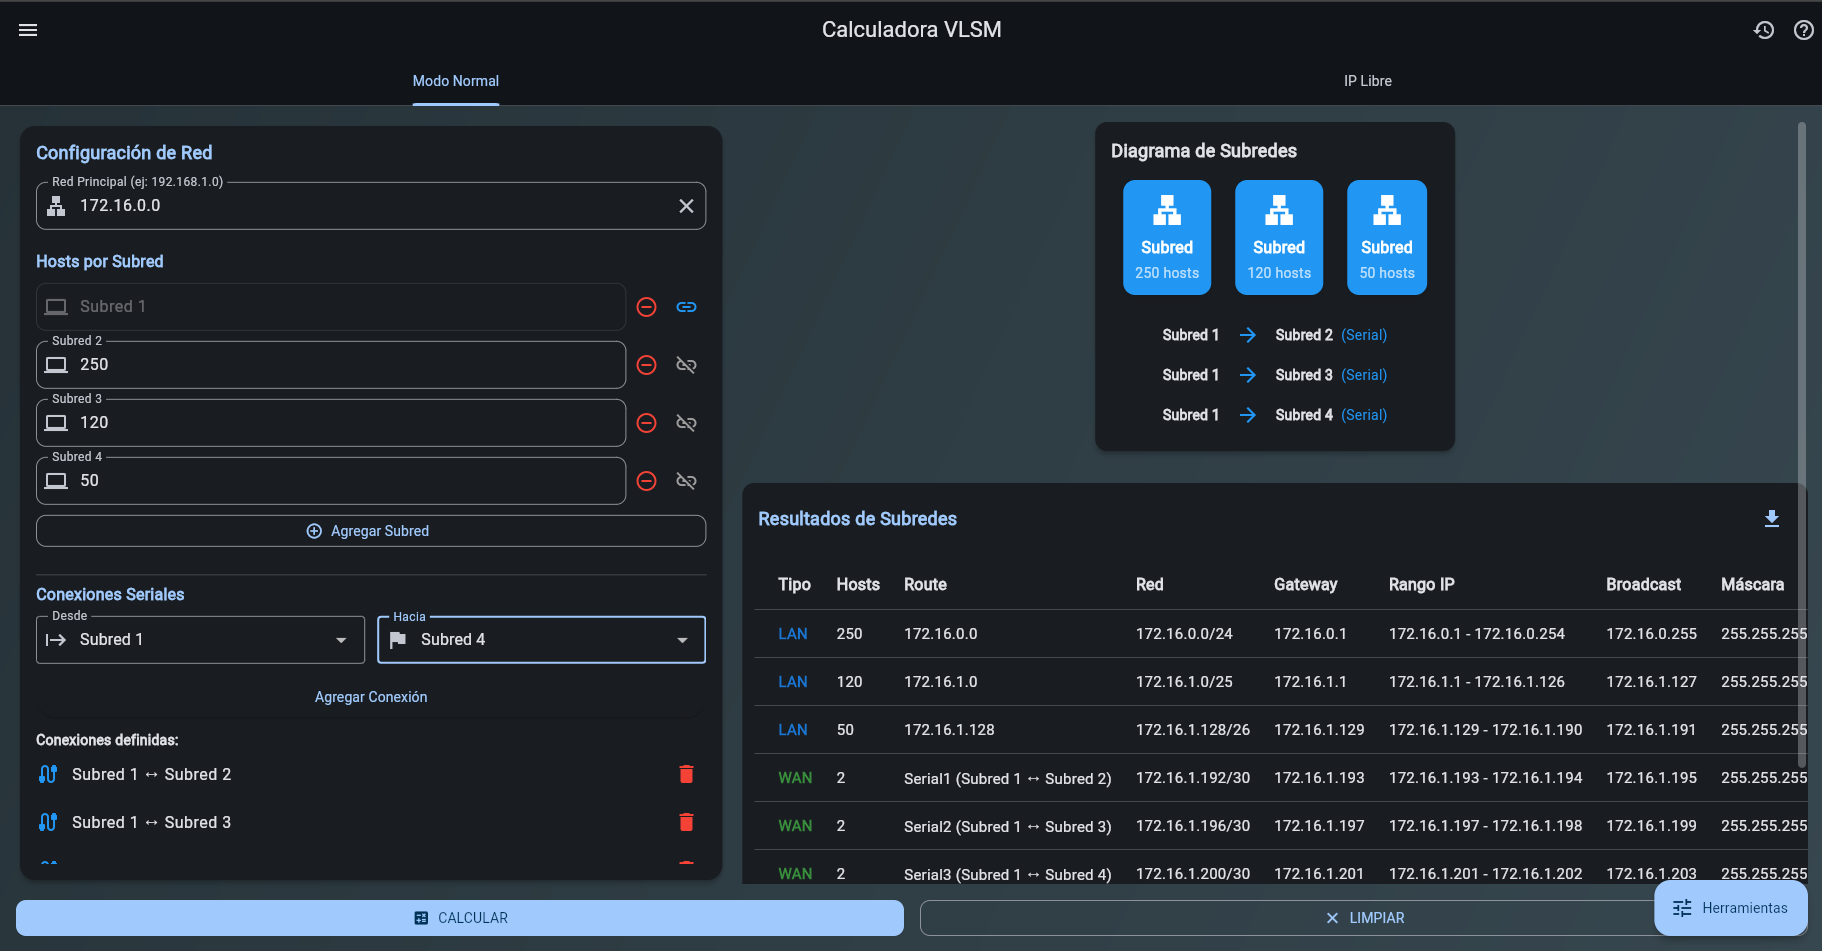 Calculadora VLSM
Modo Normal
IP Libre
Configuración de Red
Red Principal (ej: 192.168.1.0)
172.16.0.0
Hosts por Subred
Subred 1
Subred 2
250
Subred 3
120
Subred 4
50
Agregar Subred
Conexiones Seriales
Desde
Subred 1
Hacia
Subred 4
Agregar Conexión
Conexiones definidas:
Subred 1 ↔ Subred 2
Subred 1 ↔ Subred 3
Diagrama de Subredes
Subred Subred Subred
250 hosts 120 hosts 50 hosts
Subred 1 → Subred 2 (Serial)
Subred 1 → Subred 3 (Serial)
Subred 1 → Subred 4 (Serial)
Resultados de Subredes
Tipo Hosts Route Red Gateway Rango IP Broadcast Máscara
LAN 250 172.16.0.0 172.16.0.0/24 172.16.0.1 172.16.0.1 - 172.16.0.254 172.16.0.255 255.255.255
LAN 120 172.16.1.0 172.16.1.0/25 172.16.1.1 172.16.1.1 - 172.16.1.126 172.16.1.127 255.255.255
LAN 50 172.16.1.128 172.16.1.128/26 172.16.1.129 172.16.1.129 - 172.16.1.190 172.16.1.191 255.255.255
WAN 2 Serial1 (Subred 1 ↔ Subred 2) 172.16.1.192/30 172.16.1.193 172.16.1.193 - 172.16.1.194 172.16.1.195 255.255.255
WAN 2 Serial2 (Subred 1 ↔ Subred 3) 172.16.1.196/30 172.16.1.197 172.16.1.197 - 172.16.1.198 172.16.1.199 255.255.255
WAN 2 Serial3 (Subred 1 ↔ Subred 4) 172.16.1.200/30 172.16.1.201 172.16.1.201 - 172.16.1.202 172.16.1.203 255.255.255
CALCULAR
LIMPIAR
Herramientas